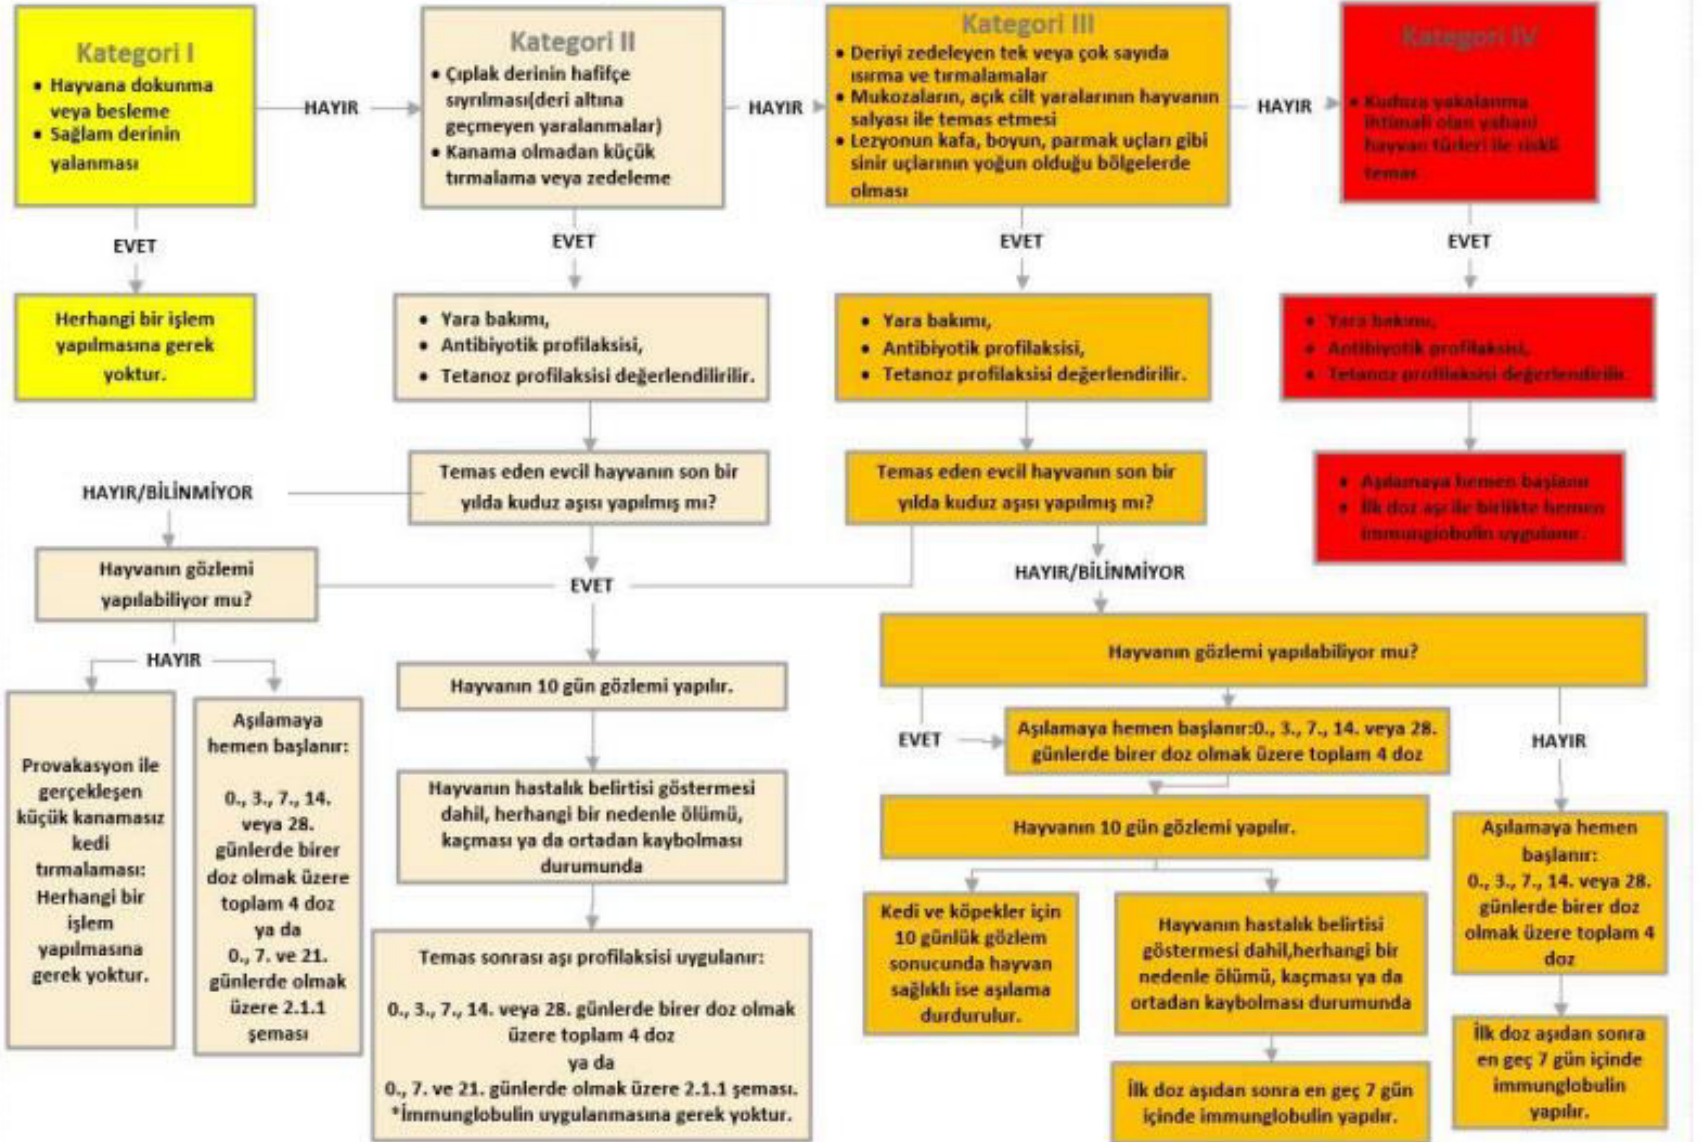 Kategori I
• Hayvana dokunma
veya besleme
• Sağlam derinin
yalanması
HAYIR
Kategori II
• Çıplak derinin hafifçe
sıyrılması(deri altına
geçmeyen yaralanmalar)
• Kanama olmadan küçük
tırmalama veya zedeleme
HAYIR
Kategori III
• Deriyi zedeleyen tek veya çok sayıda
ısırma ve tırmalamalar
• Mukozaların, açık cilt yaralarının hayvanın
salyası ile temas etmesi
• Lezyonun kafa, boyun, parmak uçları gibi
sinir uçlarının yoğun olduğu bölgelerde
olması
HAYIR
Kategori IV
• Kuduza yakalanma
ihtimali olan yabani
hayvan türleri ile riskli
temas
EVET
EVET
EVET
EVET
Herhangi bir işlem
yapılmasına gerek
yoktur.
• Yara bakımı,
• Antibiyotik profilaksisi,
• Tetanoz profilaksisi değerlendilirilir.
• Yara bakımı,
• Antibiyotik profilaksisi,
• Tetanoz profilaksisi değerlendirilir.
• Yara bakımı,
• Antibiyotik profilaksisi,
• Tetanoz profilaksisi değerlendirilir.
HAYIR/BİLİNMİYOR
Temas eden evcil hayvanın son bir
yılda kuduz aşısı yapılmış mı?
Temas eden evcil hayvanın son bir
yılda kuduz aşısı yapılmış mı?
• Aşılamaya hemen başlanır
• İlk doz aşı ile birlikte hemen
immunglobulin uygulanır.
Hayvanın gözlemi
yapılabiliyor mu?
EVET
HAYIR/BİLİNMİYOR
Hayvanın gözlemi yapılabiliyor mu?
HAYIR
Provakasyon ile
gerçekleşen
küçük kanamasız
kedi
tırmalaması:
Herhangi bir
işlem
yapılmasına
gerek yoktur.
Aşılamaya
hemen başlanır:
0., 3., 7., 14.
veya 28.
günlerde birer
doz olmak üzere
toplam 4 doz
ya da
0., 7. ve 21.
günlerde olmak
üzere 2.1.1
şeması
Hayvanın 10 gün gözlemi yapılır.
Hayvanın hastalık belirtisi göstermesi
dahil, herhangi bir nedenle ölümü,
kaçması ya da ortadan kaybolması
durumunda
Temas sonrası aşı profilaksisi uygulanır:
0., 3., 7., 14. veya 28. günlerde birer doz olmak
üzere toplam 4 doz
ya da
0., 7. ve 21. günlerde olmak üzere 2.1.1 şeması.
*İmmunglobulin uygulanmasına gerek yoktur.
EVET
Aşılamaya hemen başlanır:0., 3., 7., 14. veya 28.
günlerde birer doz olmak üzere toplam 4 doz
HAYIR
Hayvanın 10 gün gözlemi yapılır.
Kedi ve köpekler için
10 günlük gözlem
sonucunda hayvan
sağlıklı ise aşılama
durdurulur.
Hayvanın hastalık belirtisi
göstermesi dahil,herhangi bir
nedenle ölümü, kaçması ya da
ortadan kaybolması durumunda
İlk doz aşıdan sonra en geç 7 gün
içinde immunglobulin yapılır.
Aşılamaya hemen
başlanır:
0., 3., 7., 14. veya 28.
günlerde birer doz
olmak üzere toplam 4
doz
İlk doz aşıdan sonra
en geç 7 gün içinde
immunglobulin
yapılır.